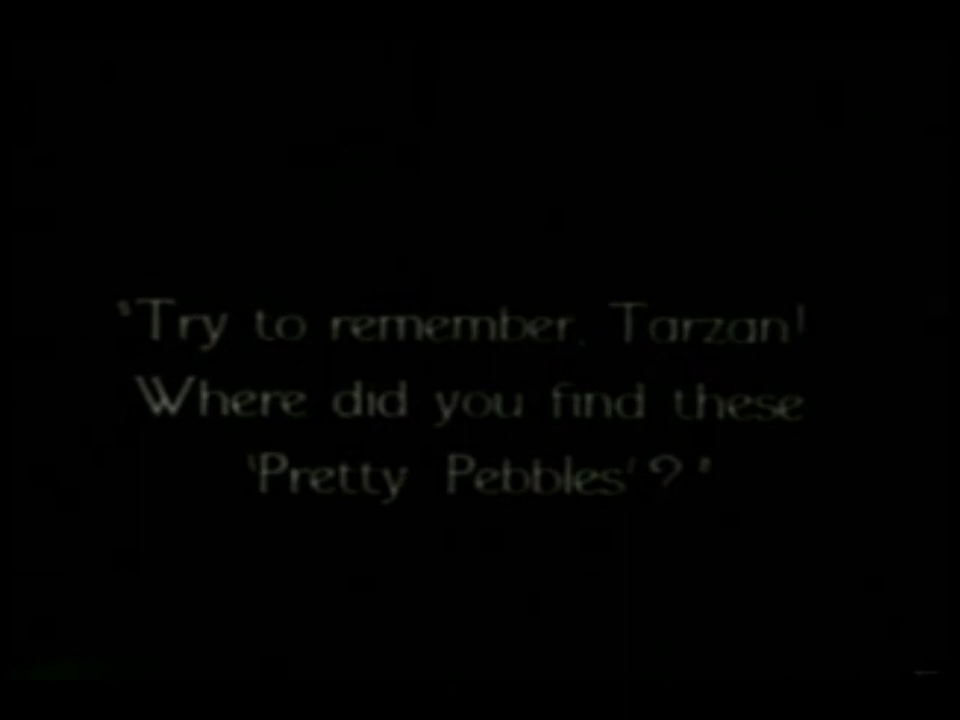 "Try to remember, Tarzan!
Where did you find these
'Pretty Pebbles'?"